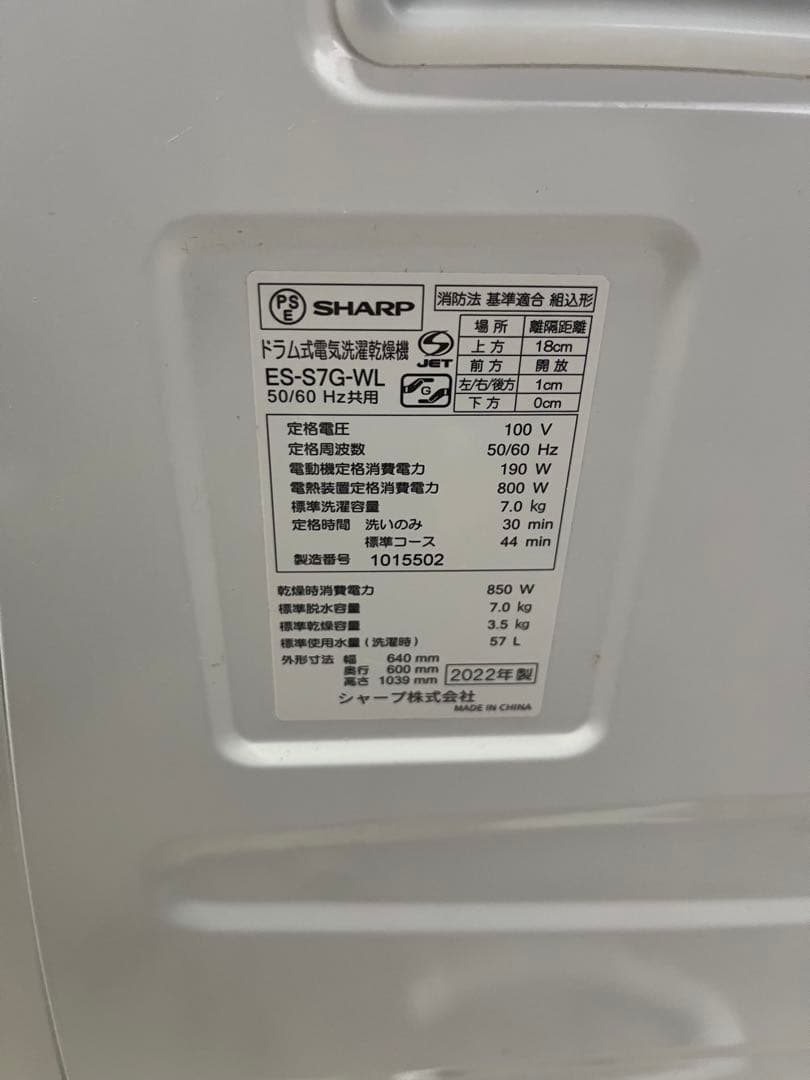 PSE SHARP
ドラム式電気洗濯乾燥機
JET
ES-S7G-WL
G
50/60 Hz共用
消防法 基準適合 組込形
場所 離隔距離
上方 18cm
前方 開放
左/右/後方 1cm
下方 0cm
定格電圧 100 V
定格周波数 50/60 Hz
電動機定格消費電力 190 W
電熱装置定格消費電力 800 W
標準洗濯容量 7.0 kg
定格時間 洗いのみ 30 min
標準コース 44 min
製造番号 1015502
乾燥時消費電力 850 W
標準脱水容量 7.0 kg
標準乾燥容量 3.5 kg
標準使用水量(洗濯時) 57 L
外形寸法 幅 640 mm
奥行 600 mm
高さ 1039 mm
2022年製
シャープ株式会社
MADE IN CHINA